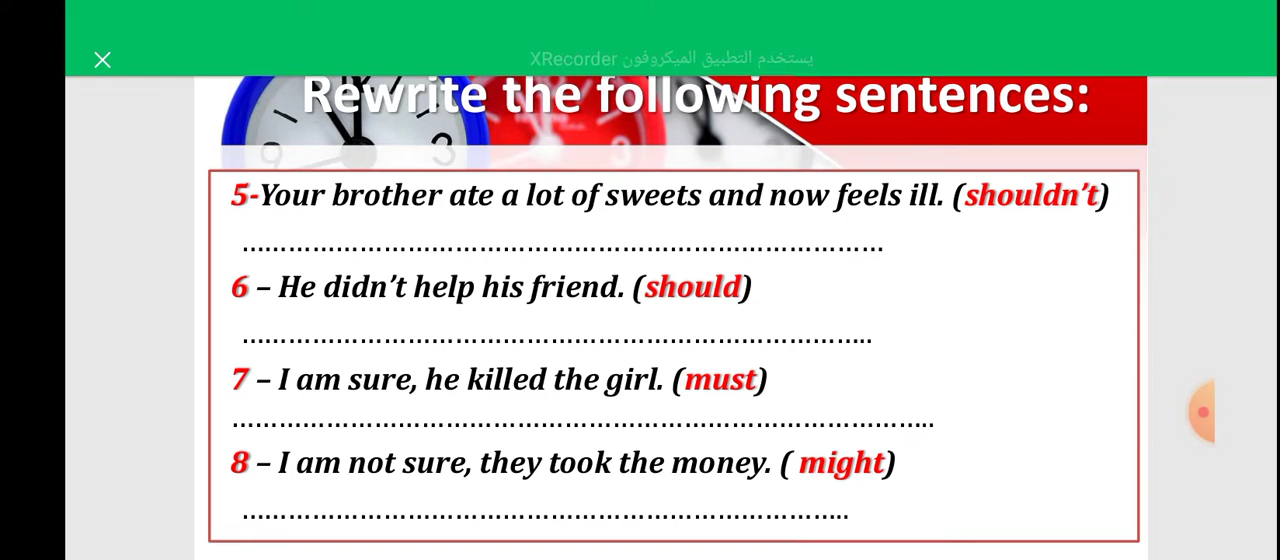 يستخدم التطبيق الميكروفون XRecorder
Rewrite the following sentences:
5-Your brother ate a lot of sweets and now feels ill. (shouldn't)
………………………………………………………………………
6 – He didn't help his friend. (should)
……………………………………………………………………..
7 – I am sure, he killed the girl. (must)
……………………………………………………………………………..
8 – I am not sure, they took the money. ( might)
…………………………………………………………………..